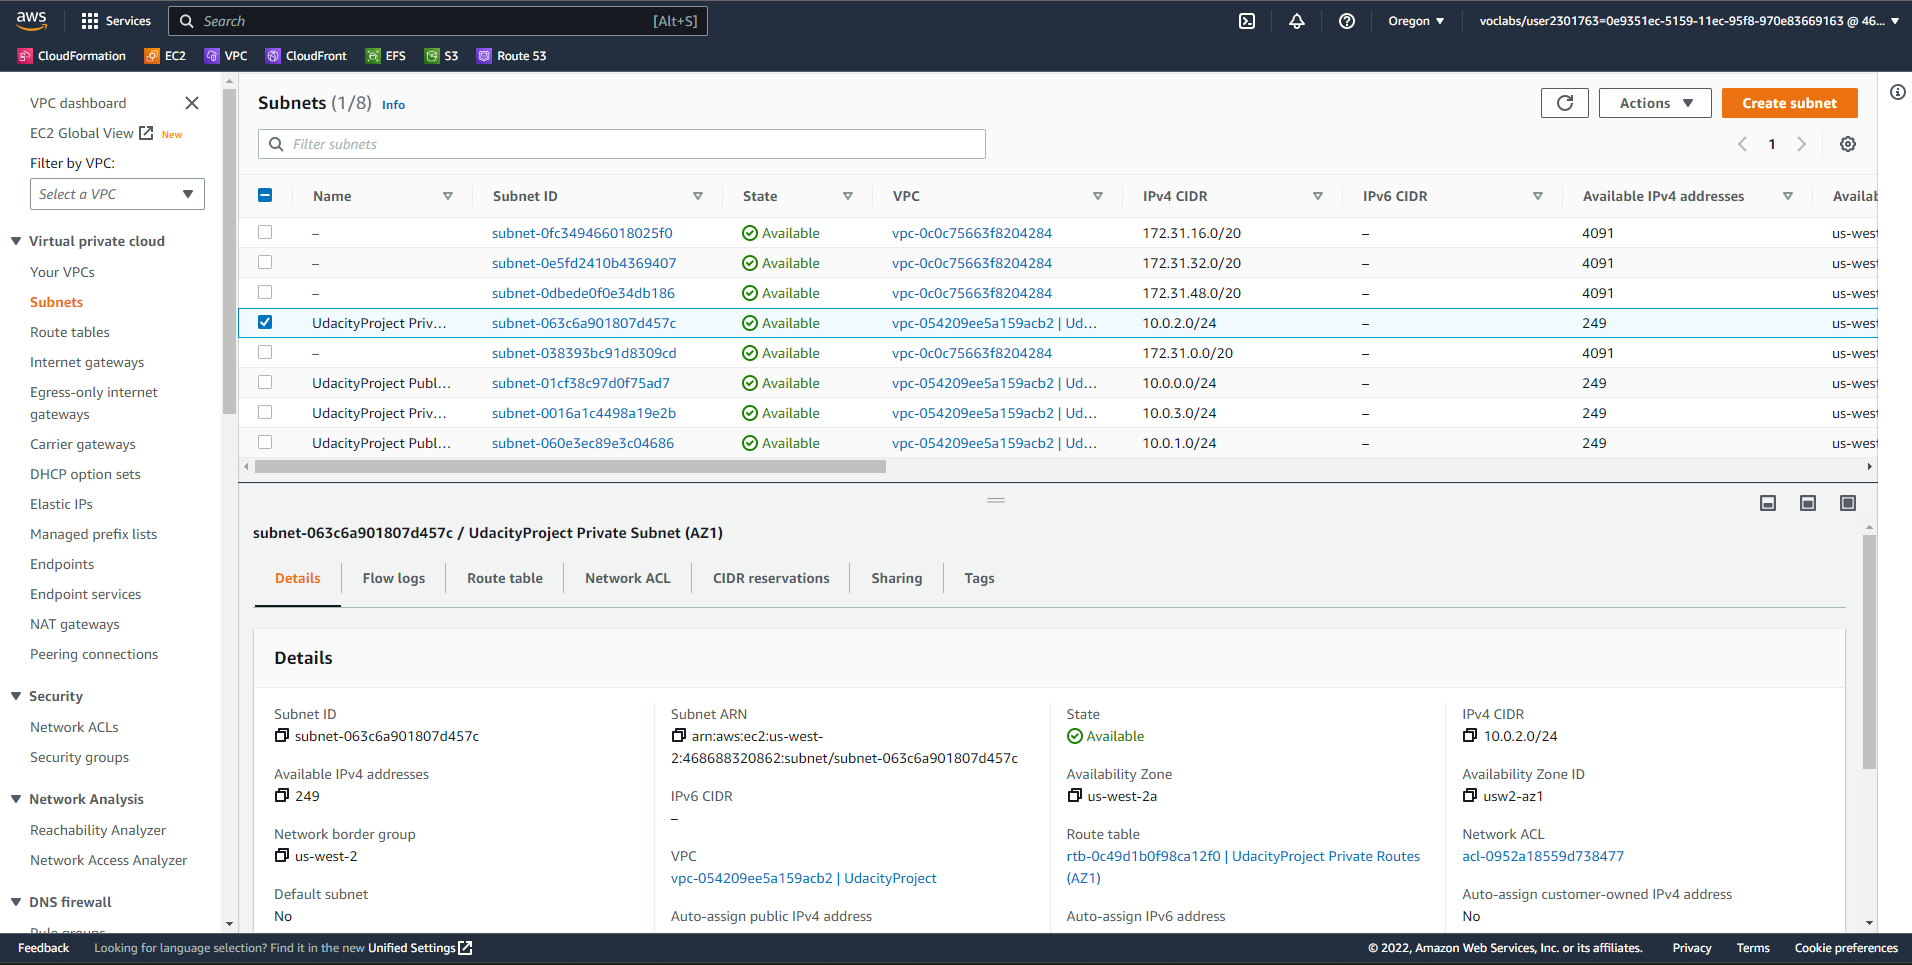 aws Services Search [Alt+S] Oregon voclabs/user2301763=0e9351ec-5159-11ec-95f8-970e83669163 @ 46...
CloudFormation EC2 VPC CloudFront EFS S3 Route 53
VPC dashboard
EC2 Global View New
Filter by VPC:
Select a VPC
Virtual private cloud
Your VPCs
Subnets
Route tables
Internet gateways
Egress-only internet
gateways
Carrier gateways
DHCP option sets
Elastic IPs
Managed prefix lists
Endpoints
Endpoint services
NAT gateways
Peering connections
Security
Network ACLs
Security groups
Network Analysis
Reachability Analyzer
Network Access Analyzer
DNS firewall
Rule groups
Subnets (1/8) Info
Actions Create subnet
Filter subnets
1
Name Subnet ID State VPC IPv4 CIDR IPv6 CIDR Available IPv4 addresses Availab
– subnet-0fc349466018025f0 Available vpc-0c0c75663f8204284 172.31.16.0/20 – 4091 us-west
– subnet-0e5fd2410b4369407 Available vpc-0c0c75663f8204284 172.31.32.0/20 – 4091 us-west
– subnet-0dbede0f0e34db186 Available vpc-0c0c75663f8204284 172.31.48.0/20 – 4091 us-west
UdacityProject Priv... subnet-063c6a901807d457c Available vpc-054209ee5a159acb2 | Ud... 10.0.2.0/24 – 249 us-west
– subnet-038393bc91d8309cd Available vpc-0c0c75663f8204284 172.31.0.0/20 – 4091 us-west
UdacityProject Publ... subnet-01cf38c97d0f75ad7 Available vpc-054209ee5a159acb2 | Ud... 10.0.0.0/24 – 249 us-west
UdacityProject Priv... subnet-0016a1c4498a19e2b Available vpc-054209ee5a159acb2 | Ud... 10.0.3.0/24 – 249 us-west
UdacityProject Publ... subnet-060e3ec89e3c04686 Available vpc-054209ee5a159acb2 | Ud... 10.0.1.0/24 – 249 us-west
subnet-063c6a901807d457c / UdacityProject Private Subnet (AZ1)
Details Flow logs Route table Network ACL CIDR reservations Sharing Tags
Details
Subnet ID
subnet-063c6a901807d457c
Available IPv4 addresses
249
Network border group
us-west-2
Default subnet
No
Subnet ARN
arn:aws:ec2:us-west-
2:468688320862:subnet/subnet-063c6a901807d457c
IPv6 CIDR
–
VPC
vpc-054209ee5a159acb2 | UdacityProject
Auto-assign public IPv4 address
State
Available
Availability Zone
us-west-2a
Route table
rtb-0c49d1b0f98ca12f0 | UdacityProject Private Routes
(AZ1)
Auto-assign IPv6 address
IPv4 CIDR
10.0.2.0/24
Availability Zone ID
usw2-az1
Network ACL
acl-0952a18559d738477
Auto-assign customer-owned IPv4 address
No
Feedback Looking for language selection? Find it in the new Unified Settings © 2022, Amazon Web Services, Inc. or its affiliates. Privacy Terms Cookie preferences